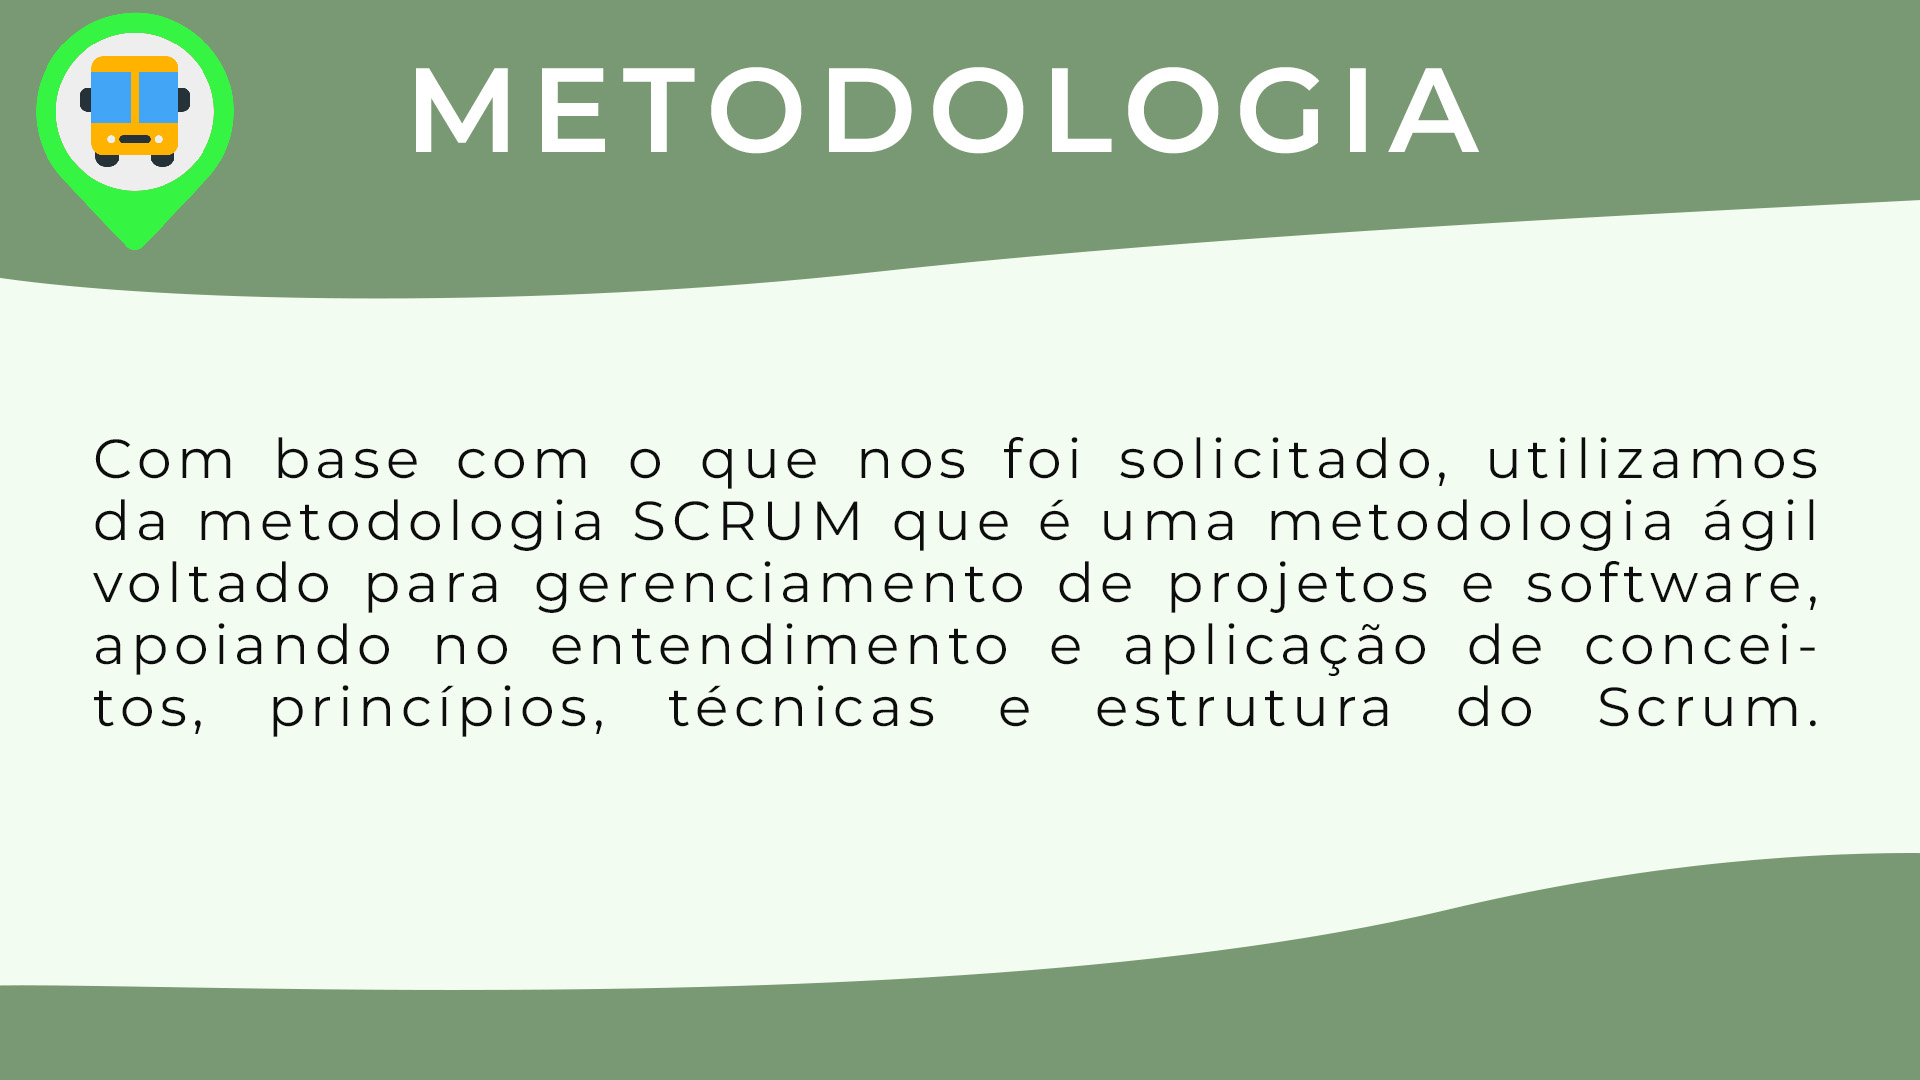 METODOLOGIA
Com base com o que nos foi solicitado, utilizamos
da metodologia SCRUM que é uma metodologia ágil
voltado para gerenciamento de projetos e software,
apoiando no entendimento e aplicação de concei-
tos, princípios, técnicas e estrutura do Scrum.